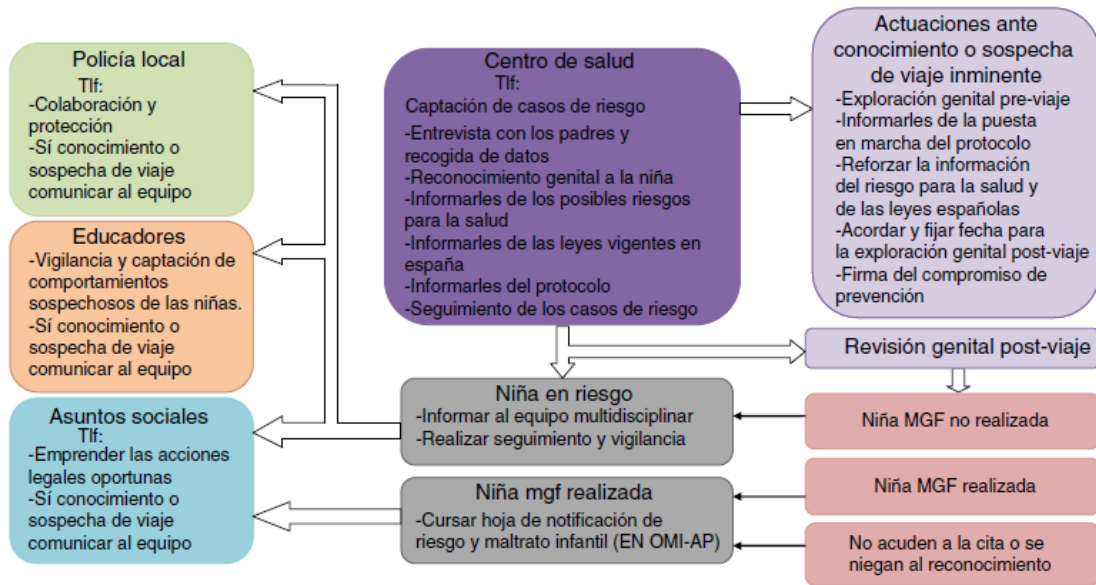 Policía local
Tlf:
-Colaboración y
protección
-Sí conocimiento o
sospecha de viaje
comunicar al equipo
Educadores
-Vigilancia y captación de
comportamientos
sospechosos de las niñas.
-Sí conocimiento o
sospecha de viaje
comunicar al equipo
Asuntos sociales
Tlf:
-Emprender las acciones
legales oportunas
-Sí conocimiento o
sospecha de viaje
comunicar al equipo
Centro de salud
Tlf:
Captación de casos de riesgo
-Entrevista con los padres y
recogida de datos
-Reconocimiento genital a la niña
-Informarles de los posibles riesgos
para la salud
-Informarles de las leyes vigentes en
españa
-Informarles del protocolo
-Seguimiento de los casos de riesgo
Niña en riesgo
-Informar al equipo multidisciplinar
-Realizar seguimiento y vigilancia
Niña mgf realizada
-Cursar hoja de notificación de
riesgo y maltrato infantil (EN OMI-AP)
Actuaciones ante
conocimiento o sospecha
de viaje inminente
-Exploración genital pre-viaje
-Informarles de la puesta
en marcha del protocolo
-Reforzar la información
del riesgo para la salud y
de las leyes españolas
-Acordar y fijar fecha para
la exploración genital post-viaje
-Firma del compromiso de
prevención
Revisión genital post-viaje
Niña MGF no realizada
Niña MGF realizada
No acuden a la cita o se
niegan al reconocimiento